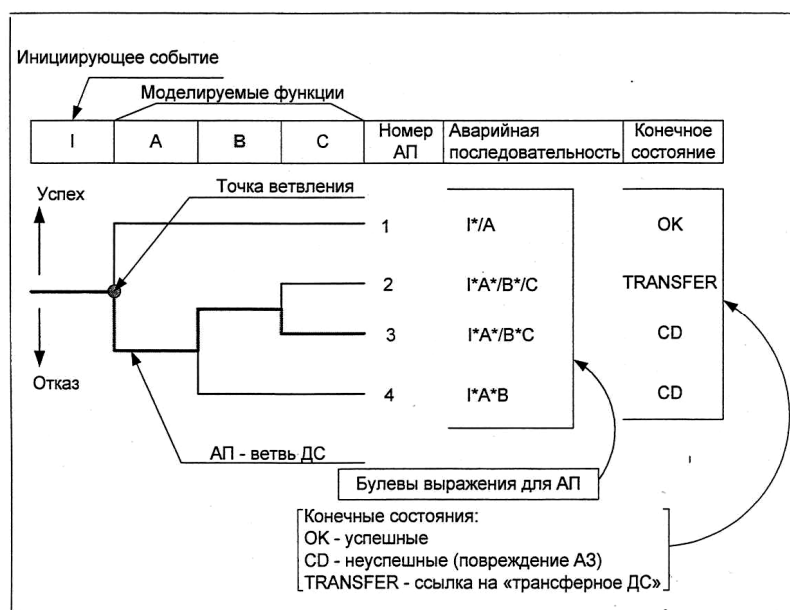 Инициирующее событие
Моделируемые функции
I A B C Номер АП Аварийная последовательность Конечное состояние
Точка ветвления
Успех
1 I*/A OK
2 I*A*/B*/C TRANSFER
3 I*A*/B*C CD
Отказ
4 I*A*B CD
АП - ветвь ДС
Булевы выражения для АП
Конечные состояния:
OK - успешные
CD - неуспешные (повреждение АЗ)
TRANSFER - ссылка на «трансферное ДС»